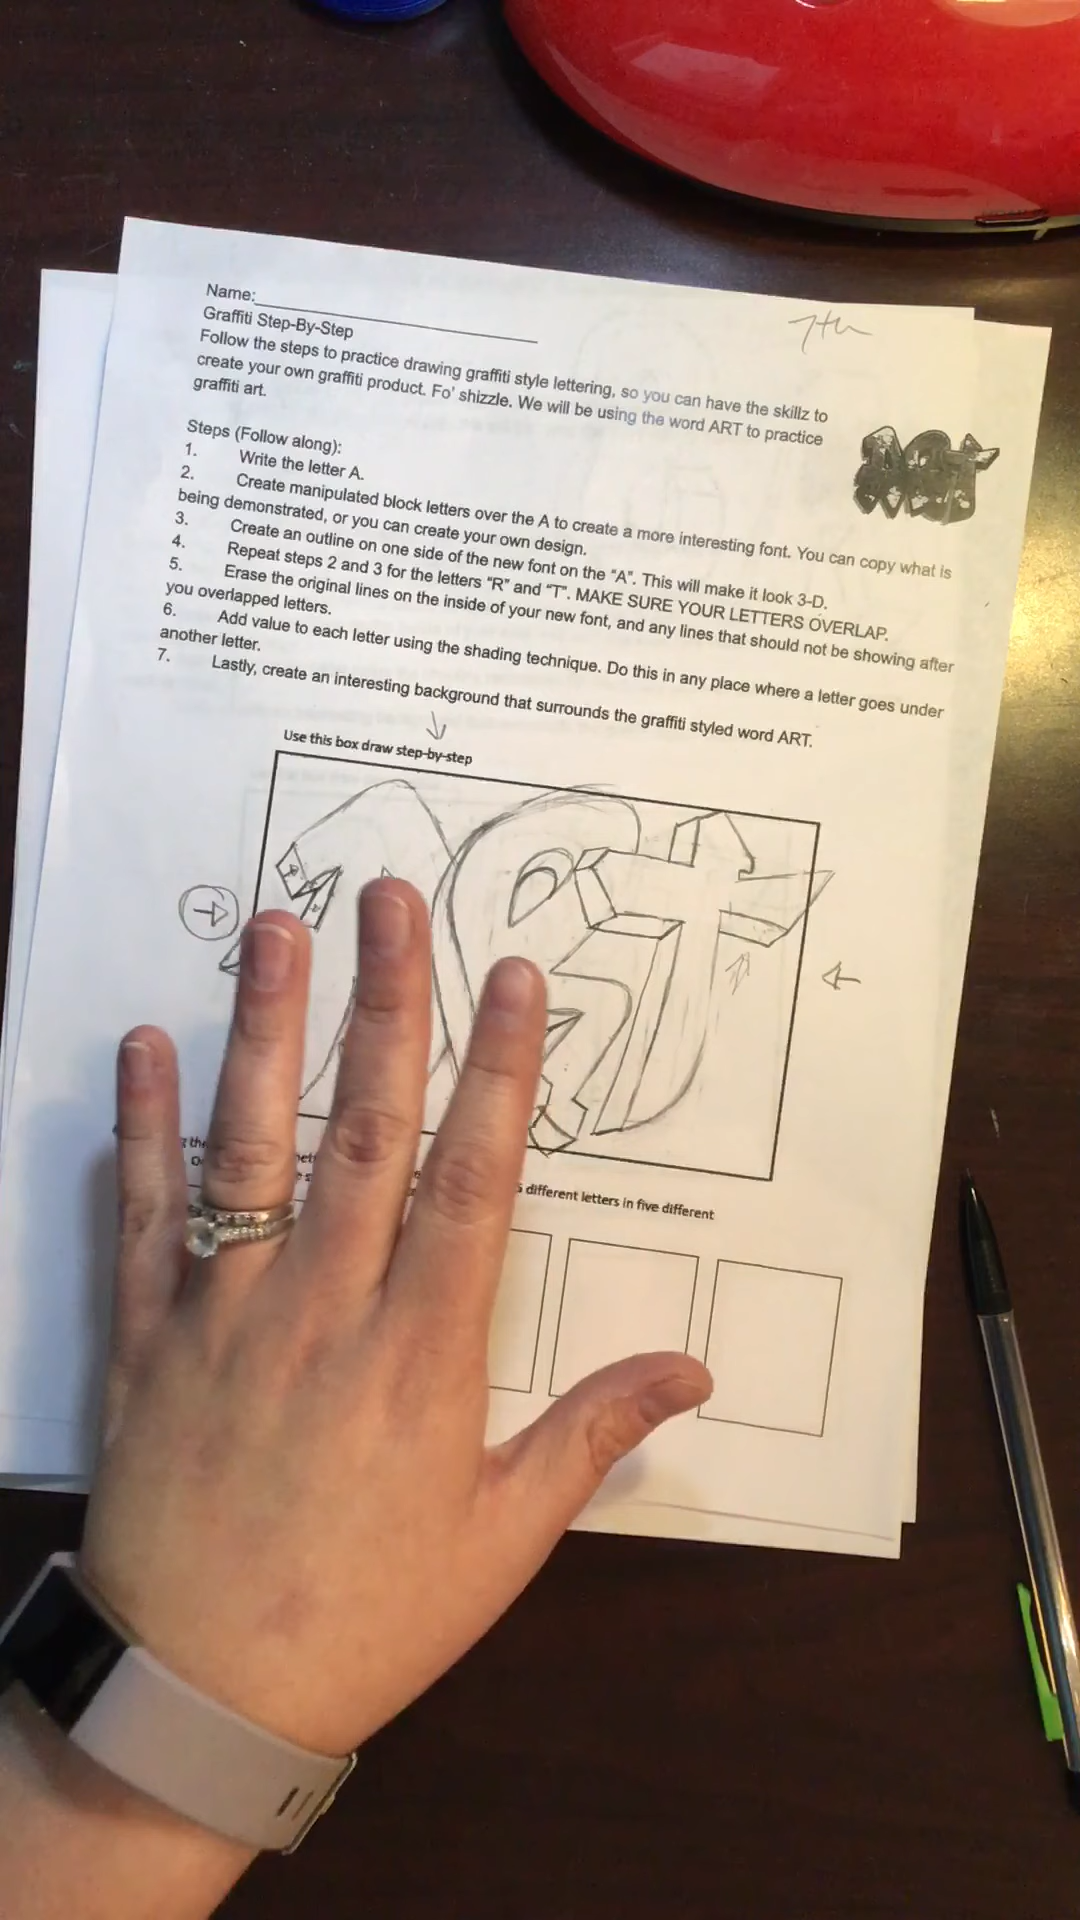 Name:
7th
Graffiti Step-By-Step
Follow the steps to practice drawing graffiti style lettering, so you can have the skillz to
create your own graffiti product. Fo' shizzle. We will be using the word ART to practice
graffiti art.
Steps (Follow along):
1. Write the letter A.
2. Create manipulated block letters over the A to create a more interesting font. You can copy what is
being demonstrated, or you can create your own design.
3. Create an outline on one side of the new font on the "A". This will make it look 3-D.
4. Repeat steps 2 and 3 for the letters "R" and "T". MAKE SURE YOUR LETTERS OVERLAP.
5. Erase the original lines on the inside of your new font, and any lines that should not be showing after
you overlapped letters.
6. Add value to each letter using the shading technique. Do this in any place where a letter goes under
another letter.
7. Lastly, create an interesting background that surrounds the graffiti styled word ART.
ARt
Use this box draw step-by-step
ARt
different letters in five different